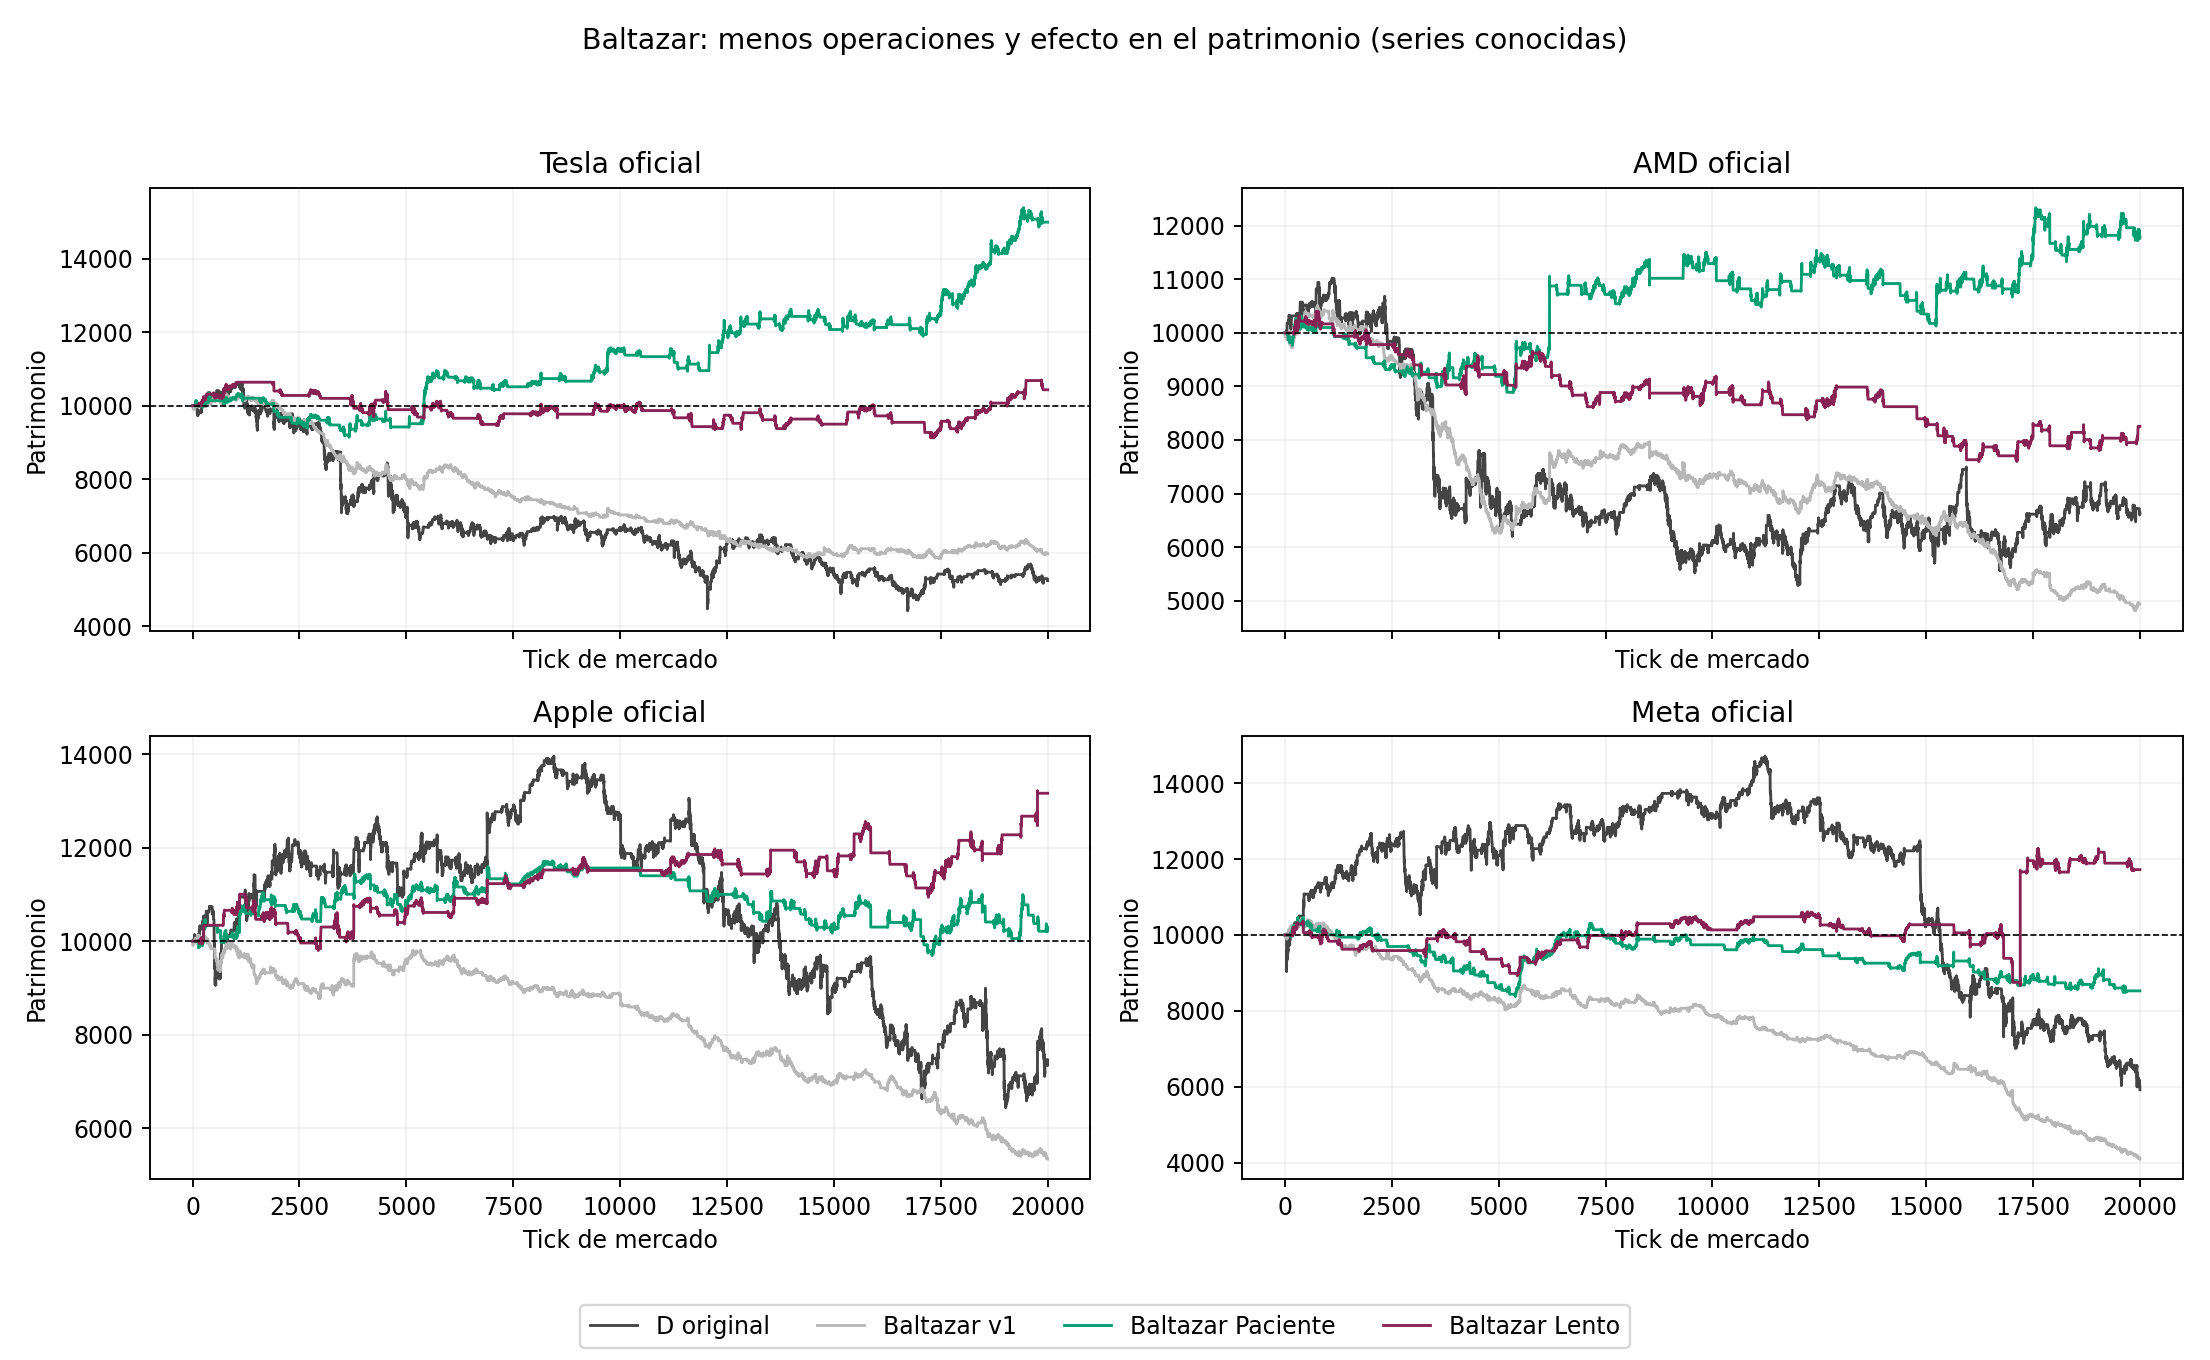 Baltazar: menos operaciones y efecto en el patrimonio (series conocidas)
Tesla oficial
14000
12000
10000
8000
6000
4000
Patrimonio
Tick de mercado
AMD oficial
12000
11000
10000
9000
8000
7000
6000
5000
Patrimonio
Tick de mercado
Apple oficial
14000
12000
10000
8000
6000
Patrimonio
0 2500 5000 7500 10000 12500 15000 17500 20000
Tick de mercado
Meta oficial
14000
12000
10000
8000
6000
4000
Patrimonio
0 2500 5000 7500 10000 12500 15000 17500 20000
Tick de mercado
D original Baltazar v1 Baltazar Paciente Baltazar Lento